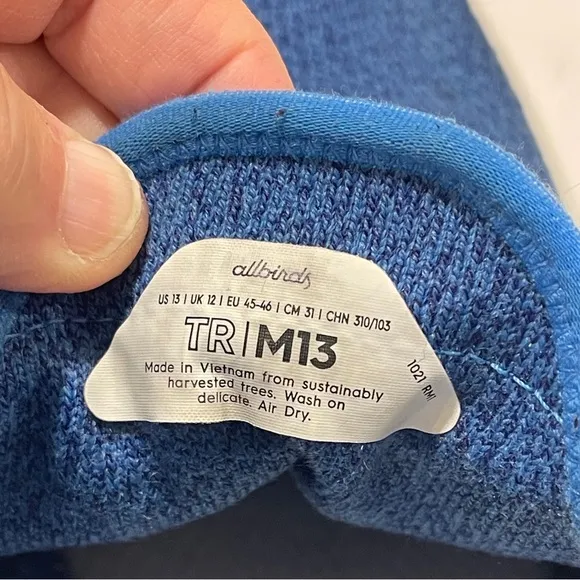 allbirds
US 13 | UK 12 | EU 45-46 | CM 31 | CHN 310/103
TR|M13
Made in Vietnam from sustainably
harvested trees. Wash on
delicate. Air Dry.
1021 RM1